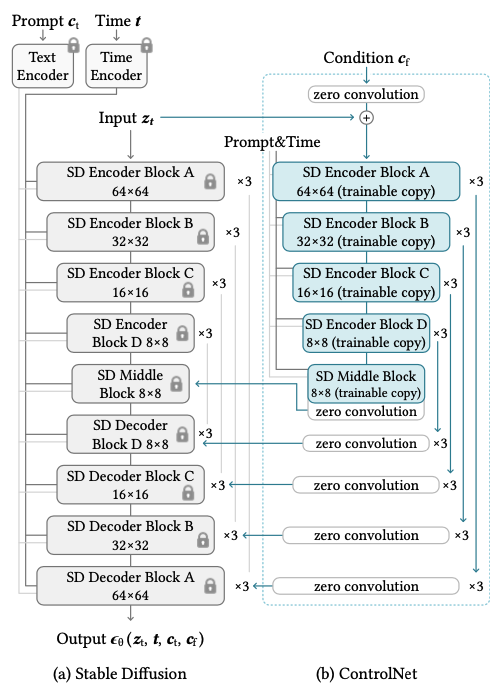 Prompt cₜ
Time t
Text
Encoder
Time
Encoder
Input zₜ
SD Encoder Block A
64×64
×3
SD Encoder Block B
32×32
×3
SD Encoder Block C
16×16
×3
SD Encoder
Block D 8×8
×3
SD Middle
Block 8×8
SD Decoder
Block D 8×8
×3
SD Decoder Block C
16×16
×3
SD Decoder Block B
32×32
×3
SD Decoder Block A
64×64
×3
Output ϵθ(zₜ, t, cₜ, c_f)
(a) Stable Diffusion
Condition c_f
zero convolution
+
Prompt&Time
SD Encoder Block A
64×64 (trainable copy)
×3
SD Encoder Block B
32×32 (trainable copy)
×3
SD Encoder Block C
16×16 (trainable copy)
×3
SD Encoder Block D
8×8 (trainable copy)
×3
SD Middle Block
8×8 (trainable copy)
zero convolution
zero convolution
×3
zero convolution
×3
zero convolution
×3
zero convolution
×3
(b) ControlNet